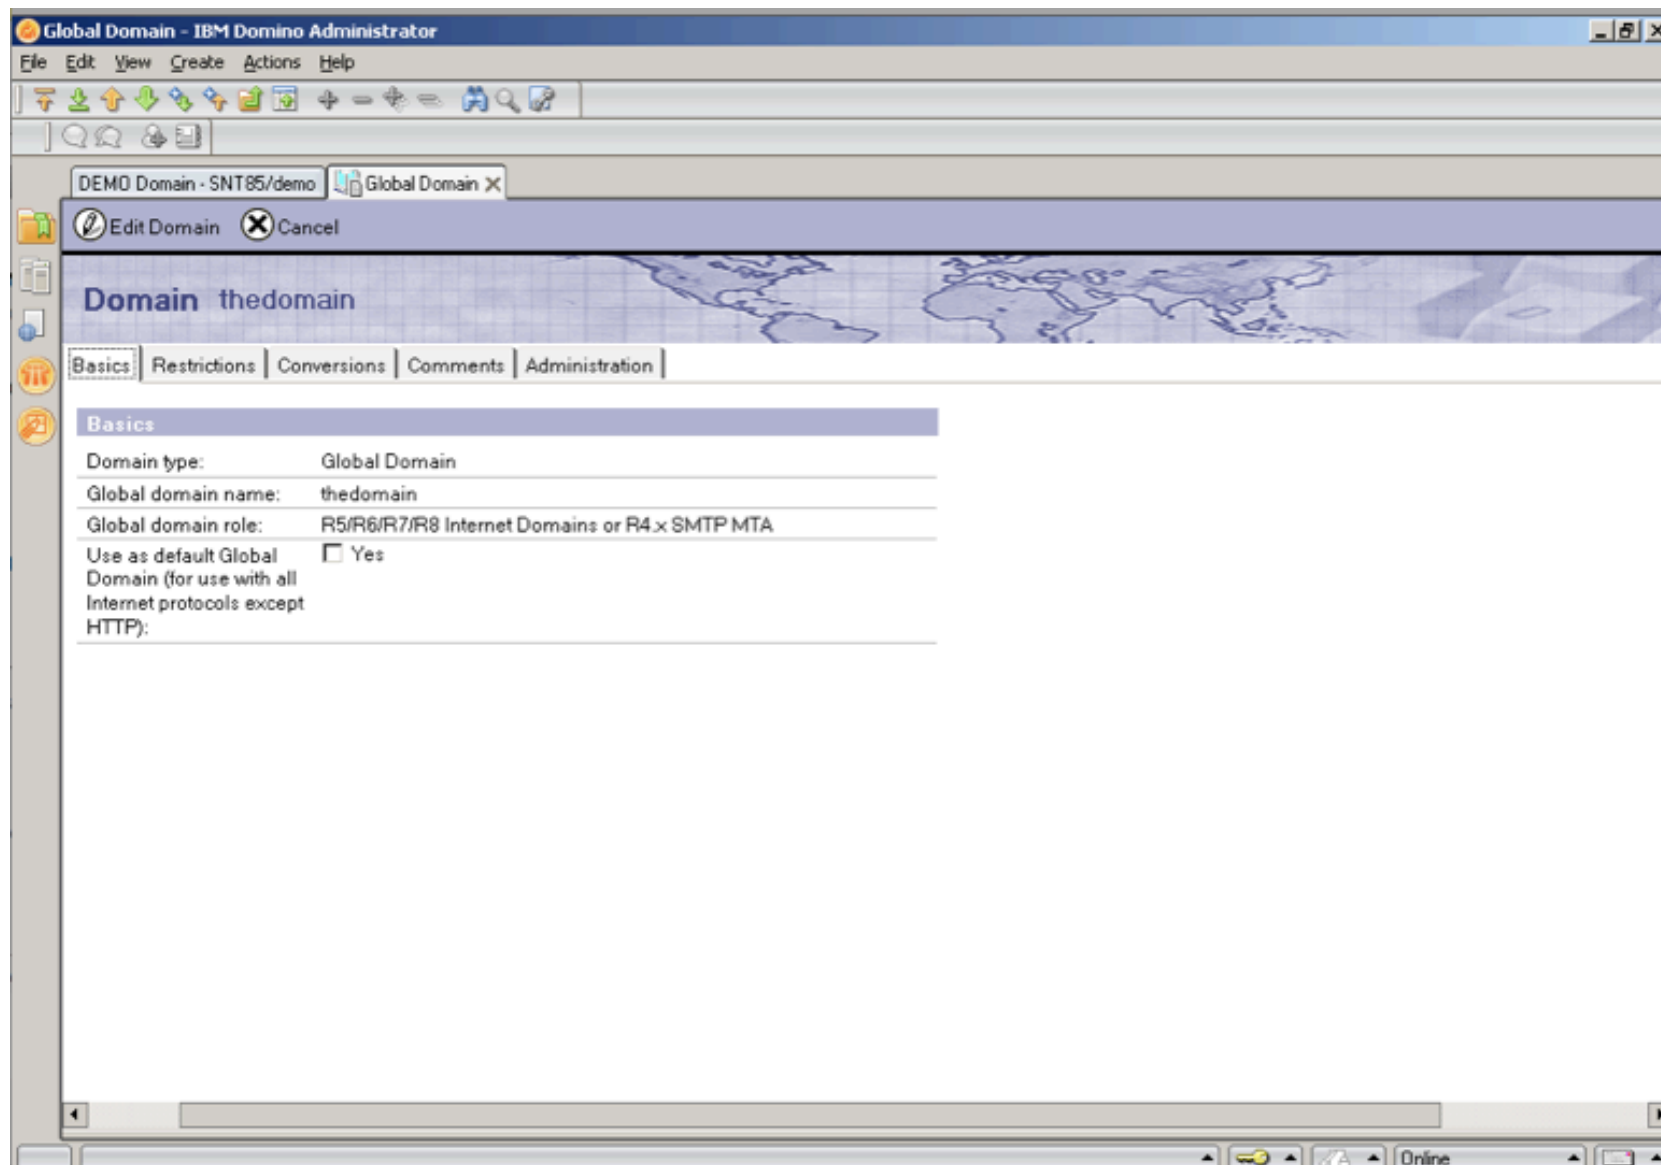 Global Domain - IBM Domino Administrator
File Edit View Create Actions Help
DEMO Domain - SNT85/demo Global Domain
Edit Domain Cancel
Domain thedomain
Basics Restrictions Conversions Comments Administration
Basics
Domain type: Global Domain
Global domain name: thedomain
Global domain role: R5/R6/R7/R8 Internet Domains or R4.x SMTP MTA
Use as default Global Yes
Domain (for use with all
Internet protocols except
HTTP):
Online